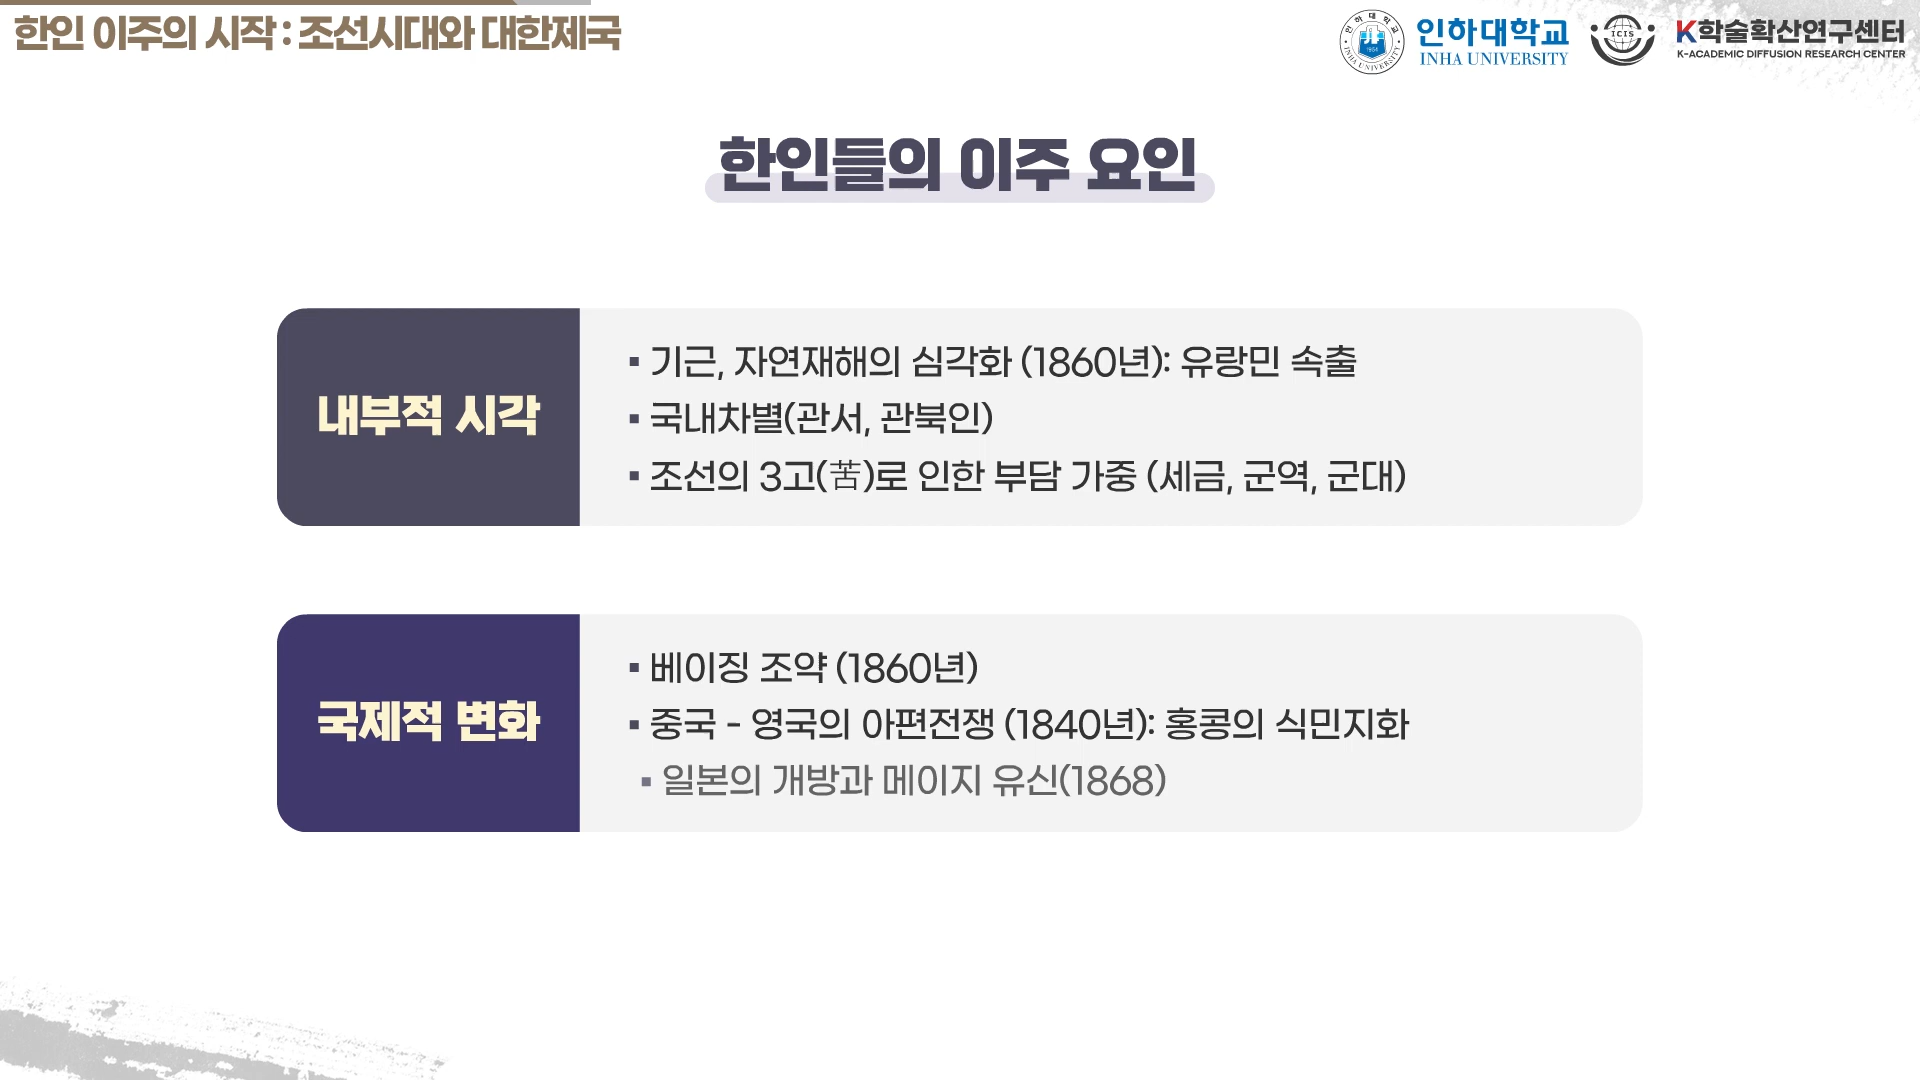 한인 이주의 시작 : 조선시대와 대한제국
인하대학교
INHA UNIVERSITY
ICIS
K학술확산연구센터
K-ACADEMIC DIFFUSION RESEARCH CENTER
한인들의 이주 요인
내부적 시각
▪ 기근, 자연재해의 심각화 (1860년): 유랑민 속출
▪ 국내차별(관서, 관북인)
▪ 조선의 3고(苦)로 인한 부담 가중 (세금, 군역, 군대)
국제적 변화
▪ 베이징 조약 (1860년)
▪ 중국 - 영국의 아편전쟁 (1840년): 홍콩의 식민지화
▪ 일본의 개방과 메이지 유신(1868)